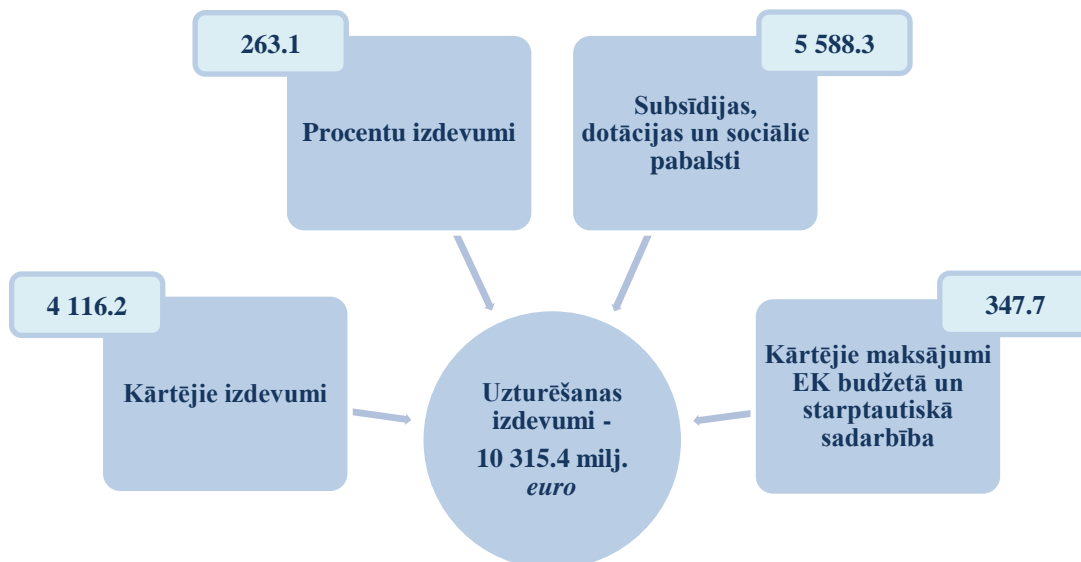 263.1
Procentu izdevumi
5 588.3
Subsīdijas,
dotācijas un sociālie
pabalsti
4 116.2
Kārtējie izdevumi
347.7
Kārtējie maksājumi
EK budžetā un
starptautiskā
sadarbība
Uzturēšanas
izdevumi -
10 315.4 milj.
euro